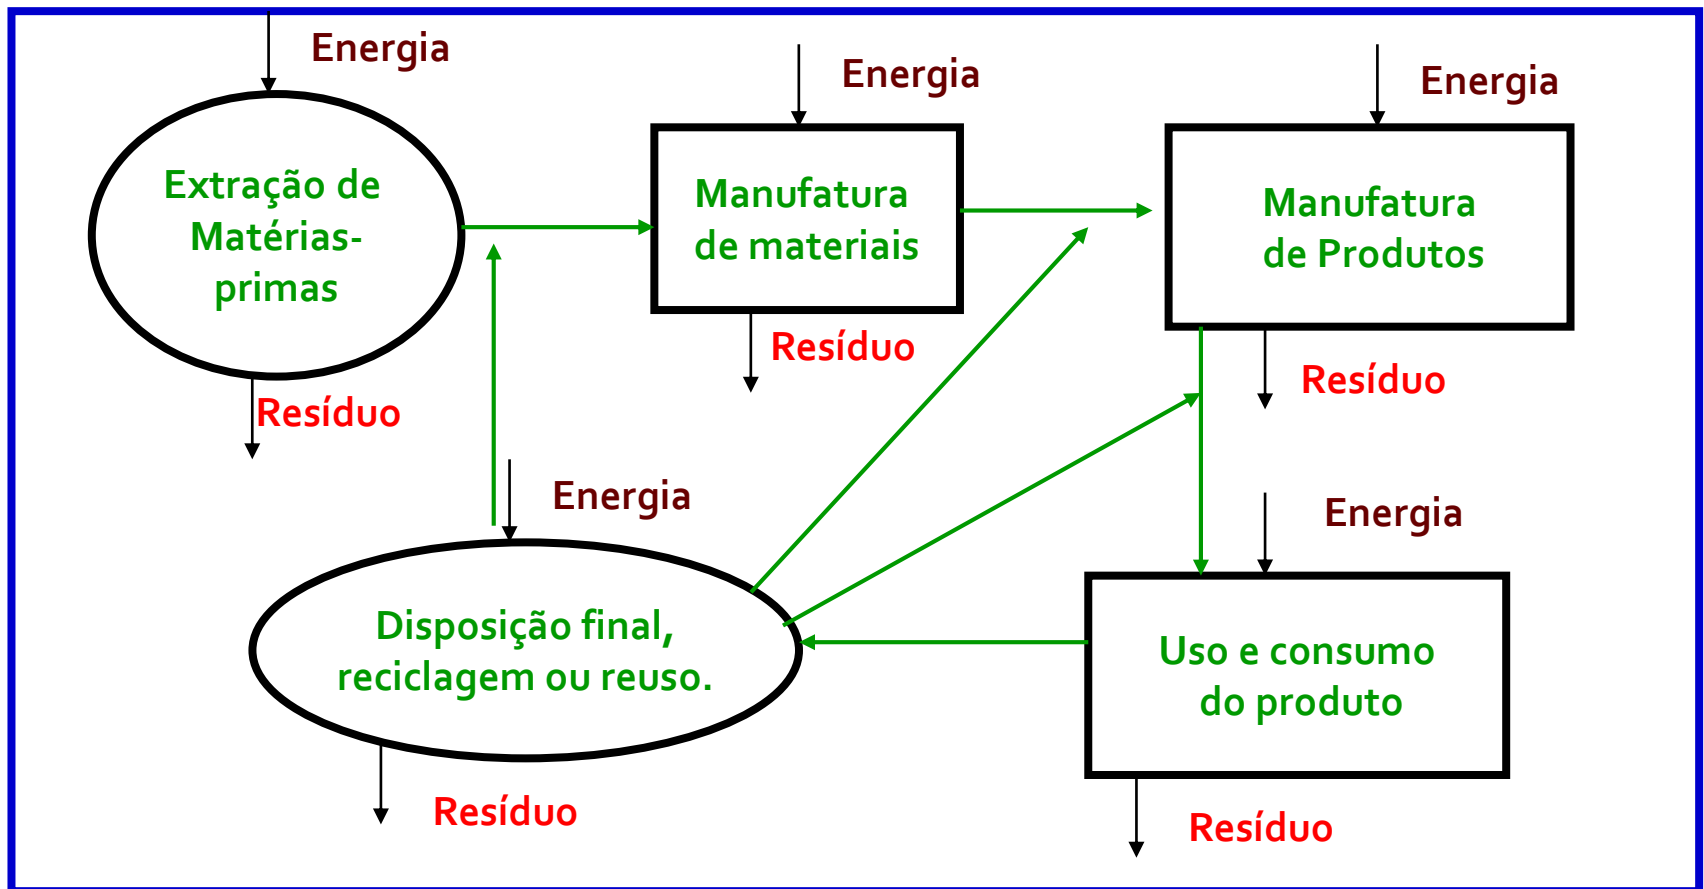 Energia
Energia
Energia
Extração de
Matérias-
primas
Manufatura
de materiais
Manufatura
de Produtos
Resíduo
Resíduo
Resíduo
Energia
Energia
Disposição final,
reciclagem ou reuso.
Uso e consumo
do produto
Resíduo
Resíduo